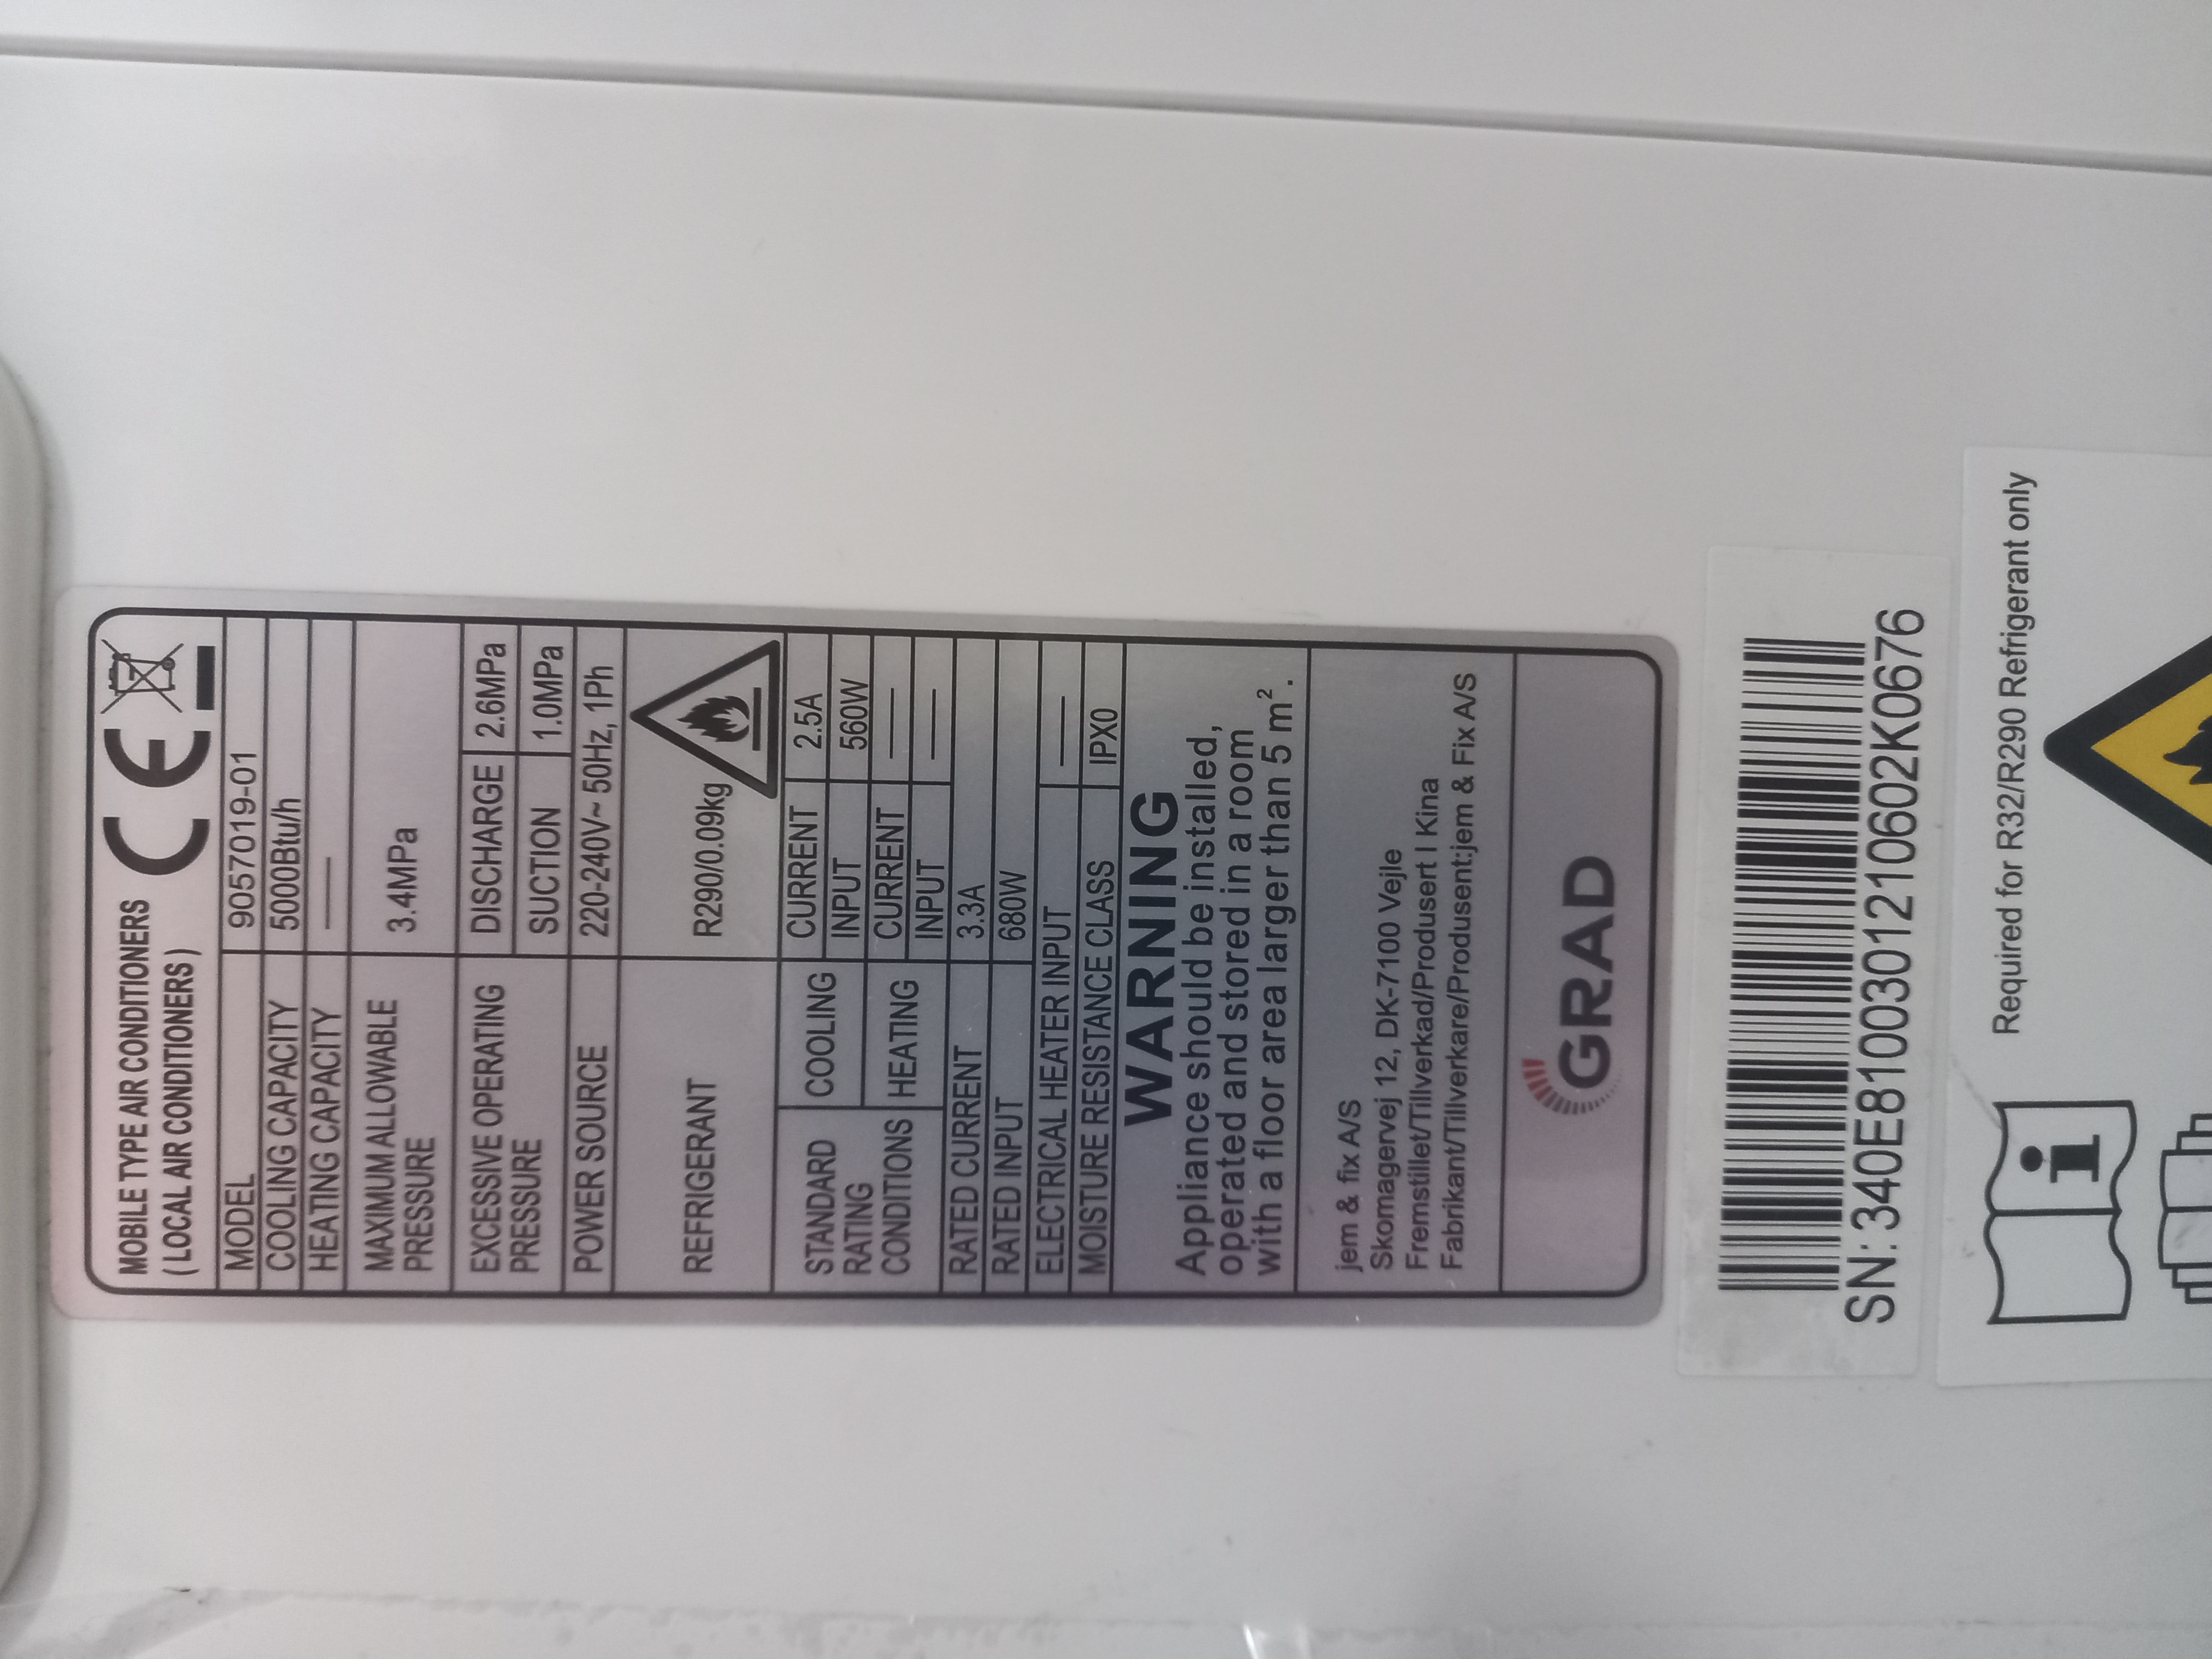 MOBILE TYPE AIR CONDITIONERS
(LOCAL AIR CONDITIONERS)
CE
MODEL 9057019-01
COOLING CAPACITY 5000Btu/h
HEATING CAPACITY ——
MAXIMUM ALLOWABLE
PRESSURE
3.4MPa
EXCESSIVE OPERATING
PRESSURE
DISCHARGE 2.6MPa
SUCTION 1.0MPa
POWER SOURCE 220-240V~ 50Hz, 1Ph
REFRIGERANT R290/0.09kg
STANDARD
RATING
CONDITIONS
COOLING
CURRENT 2.5A
INPUT 560W
HEATING
CURRENT ——
INPUT ——
RATED CURRENT 3.3A
RATED INPUT 680W
ELECTRICAL HEATER INPUT ——
MOISTURE RESISTANCE CLASS IPX0
WARNING
Appliance should be installed,
operated and stored in a room
with a floor area larger than 5 m².
jem & fix A/S
Skomagervej 12, DK-7100 Vejle
Fremstillet/Tillverkad/Produsert I Kina
Fabrikant/Tillverkare/Produsent:jem & Fix A/S
GRAD
SN: 340E81003012210602K0676
Required for R32/R290 Refrigerant only